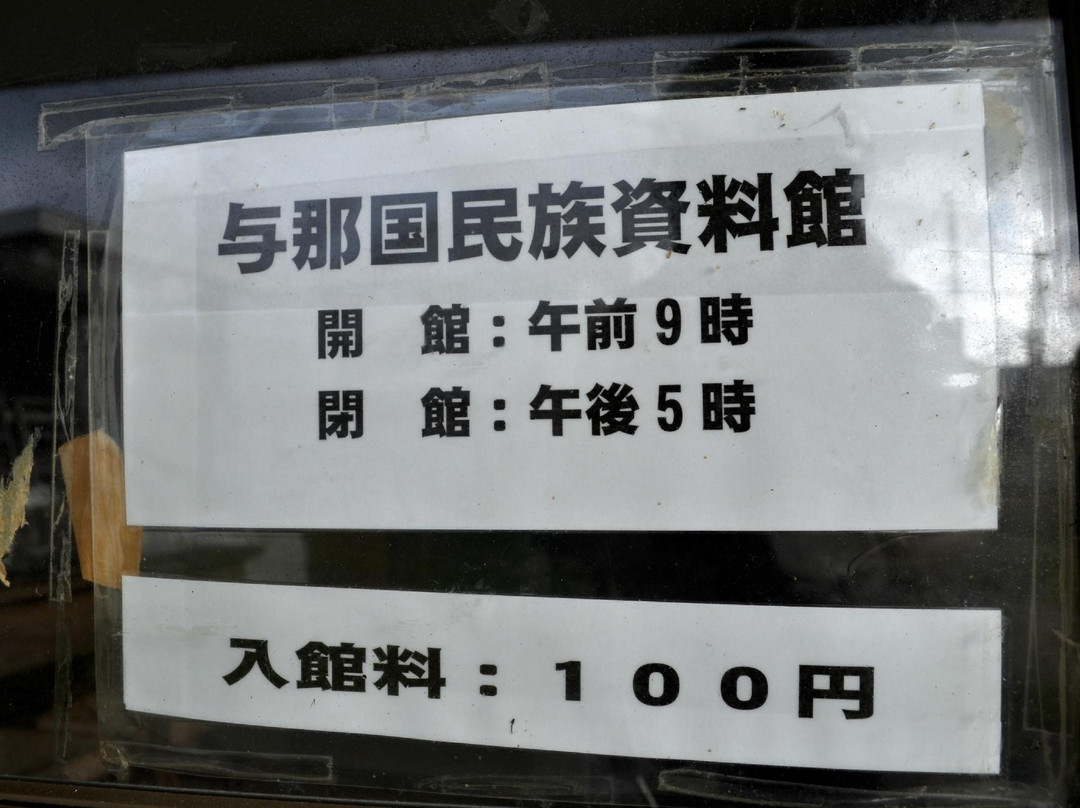 与那国民族資料館
開　館：午前9時
閉　館：午後5時
入館料：１００円